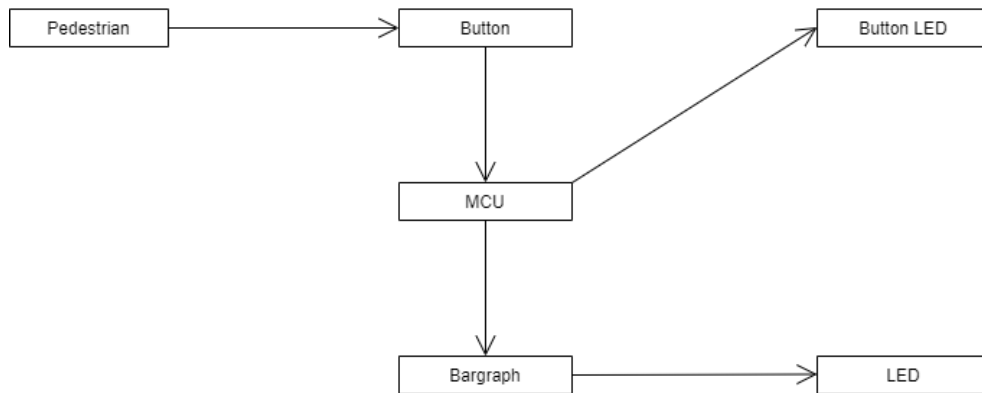 Pedestrian
Button
Button LED
MCU
Bargraph
LED